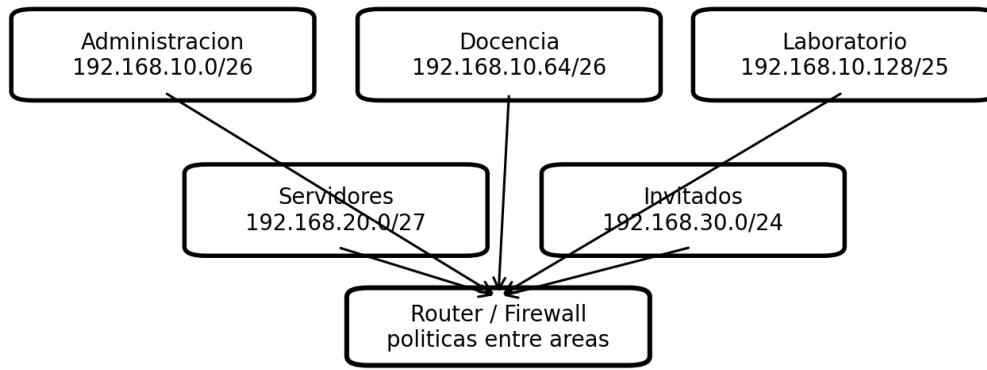 Administracion
192.168.10.0/26
Docencia
192.168.10.64/26
Laboratorio
192.168.10.128/25
Servidores
192.168.20.0/27
Invitados
192.168.30.0/24
Router / Firewall
politicas entre areas